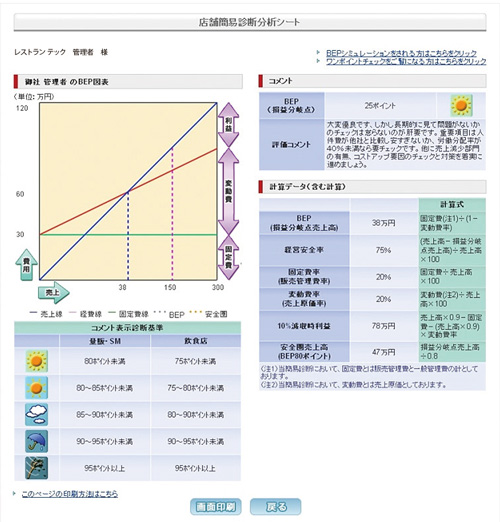 店舗簡易診断分析シート
レストラン テック 管理者 様
BEPシミュレーションをされる方はこちらをクリック
ワンポイントチェックをご覧になる方はこちらをクリック
御社 管理者 のBEP図表
(単位:万円)
120
60
30
38 150 300
利益
変動費
固定費
費用
売上
売上線 経費線 固定費線 BEP 安全圏
コメント表示診断基準
量販・SM 飲食店
80ポイント未満 75ポイント未満
80~85ポイント未満 75~80ポイント未満
85~90ポイント未満 80~90ポイント未満
90~95ポイント未満 90~95ポイント未満
95ポイント以上 95ポイント以上
このページの印刷方法はこちら
コメント
BEP
(損益分岐点)
25ポイント
評価コメント
大変優良です、しかし長期的に見て問題がないか
のチェックは怠らないのが肝要です。重要項目は人
件費が他社と比較し安すぎないか、労働分配率が
40%未満なら要チェックです。他に売上減少部門
の有無、コストアップ要因のチェックと対策を着実
に進めましょう。
計算データ(含む計算)
計算式
BEP
(損益分岐点売上高)
38万円
固定費(注1)÷(1-
変動費率)
経営安全率
75%
(売上高-損益分岐
点売上高)÷売上高
×100
固定費率
(販売管理費率)
20%
固定費÷売上高
×100
変動費率
(売上原価率)
20%
変動費(注2)÷売上
高×100
10%減収時利益
78万円
売上高×0.9-固定
費-(売上高×0.9)
×変動費率
安全圏売上高
(BEP80ポイント)
47万円
損益分岐点売上高
÷0.8
(注1)当簡易診断において、固定費とは販売管理費と一般管理費の計として
おります。
(注2)当簡易診断において、変動費とは売上原価としております。
画面印刷
戻る